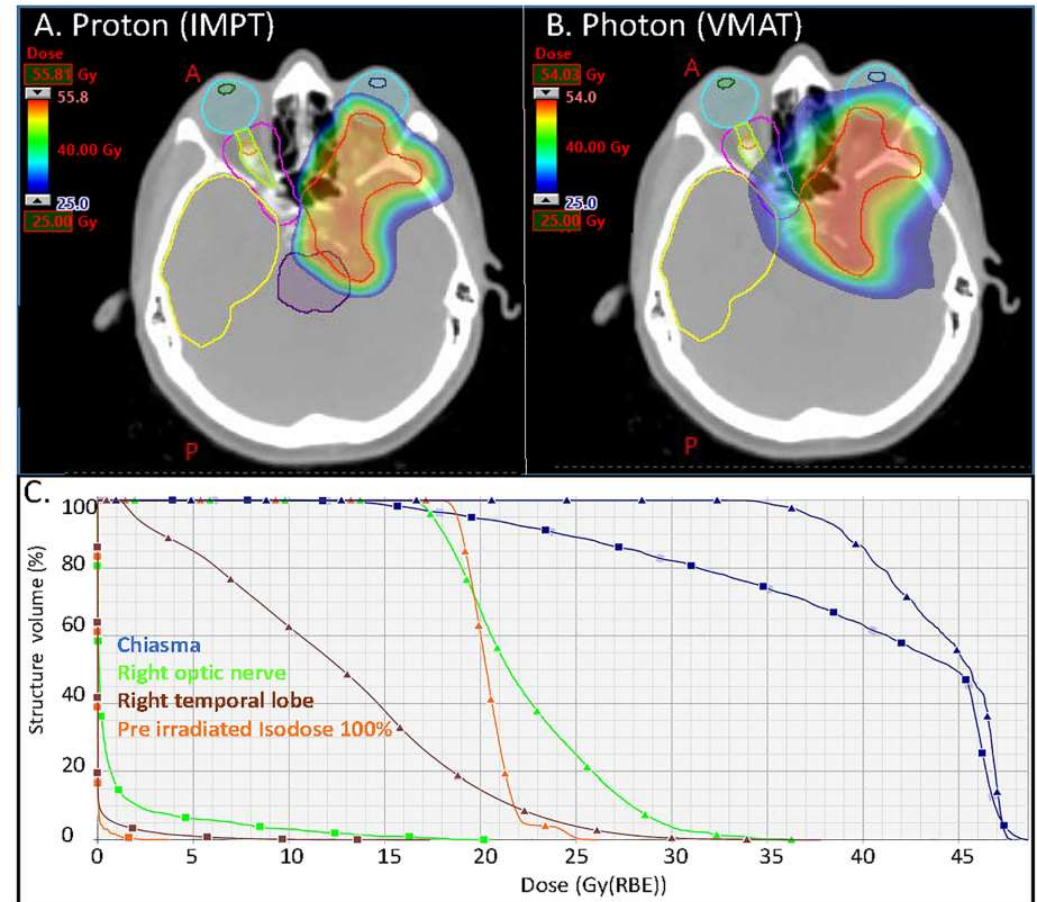 A. Proton (IMPT)
Dose
55.81 Gy
55.8
40.00 Gy
25.0
25.00 Gy
A
P
B. Photon (VMAT)
Dose
54.03 Gy
54.0
40.00 Gy
25.0
25.00 Gy
A
P
C.
100
80
60
40
20
0
Structure volume (%)
Chiasma
Right optic nerve
Right temporal lobe
Pre irradiated Isodose 100%
0 5 10 15 20 25 30 35 40 45
Dose (Gy(RBE))